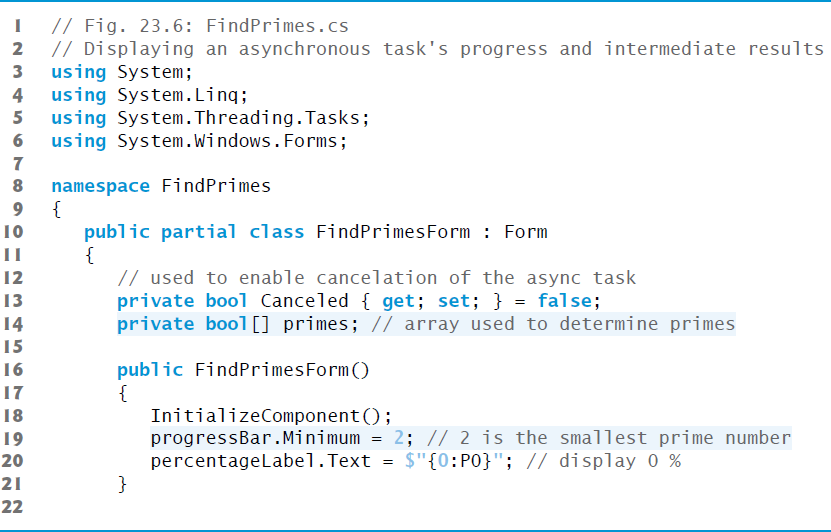 1 // Fig. 23.6: FindPrimes.cs
2 // Displaying an asynchronous task's progress and intermediate results
3 using System;
4 using System.Linq;
5 using System.Threading.Tasks;
6 using System.Windows.Forms;
7
8 namespace FindPrimes
9 {
10 public partial class FindPrimesForm : Form
11 {
12 // used to enable cancelation of the async task
13 private bool Canceled { get; set; } = false;
14 private bool[] primes; // array used to determine primes
15
16 public FindPrimesForm()
17 {
18 InitializeComponent();
19 progressBar.Minimum = 2; // 2 is the smallest prime number
20 percentageLabel.Text = $"{0:P0}"; // display 0 %
21 }
22